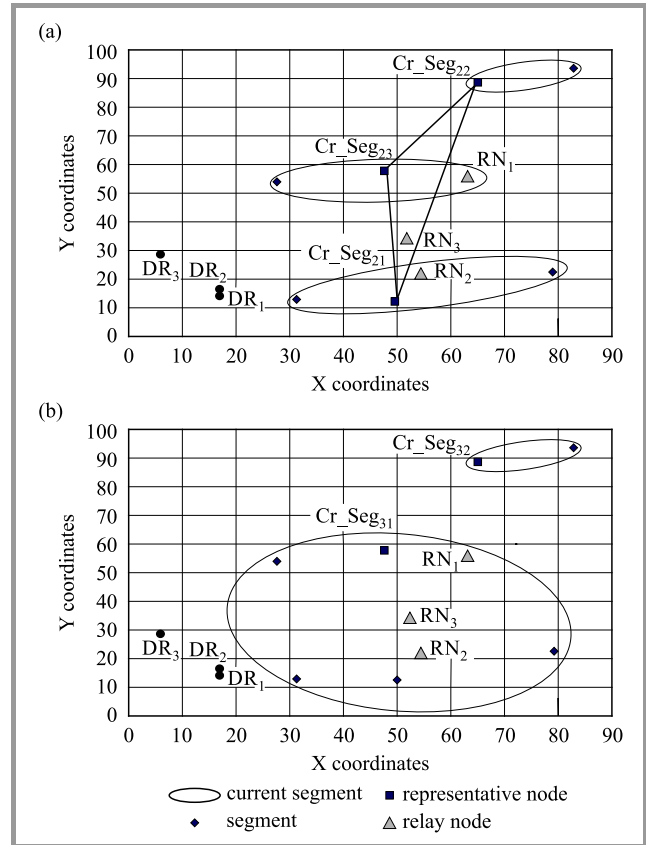 (a)
100
90
80
70
60
50
40
30
20
10
0
Y coordinates
Cr_Seg22
Cr_Seg23
RN1
RN3
Cr_Seg21
RN2
DR3
DR2
DR1
0 10 20 30 40 50 60 70 80 90
X coordinates
(b)
100
90
80
70
60
50
40
30
20
10
0
Y coordinates
Cr_Seg32
Cr_Seg31
RN1
RN3
RN2
DR3
DR2
DR1
0 10 20 30 40 50 60 70 80 90
X coordinates
current segment representative node
segment relay node